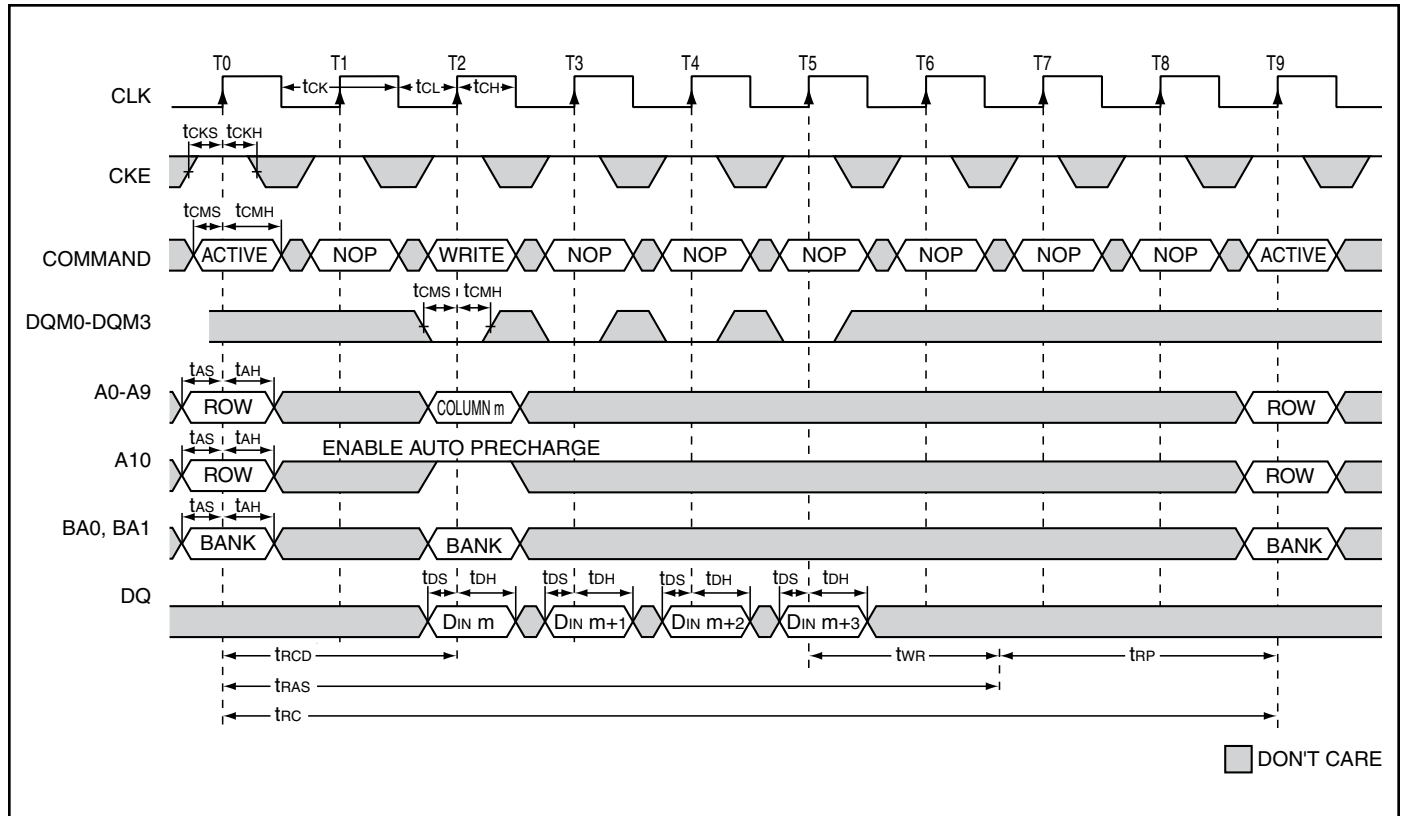 T0 T1 T2 T3 T4 T5 T6 T7 T8 T9
CLK tCK tCL tCH
tCKS tCKH
CKE
tCMS tCMH
COMMAND ACTIVE NOP WRITE NOP NOP NOP NOP NOP NOP ACTIVE
tCMS tCMH
DQM0-DQM3
tAS tAH
A0-A9 ROW COLUMN m ROW
tAS tAH ENABLE AUTO PRECHARGE
A10 ROW ROW
tAS tAH
BA0, BA1 BANK BANK BANK
tDS tDH tDS tDH tDS tDH tDS tDH
DQ DIN m DIN m+1 DIN m+2 DIN m+3
tRCD tWR tRP
tRAS
tRC
DON'T CARE